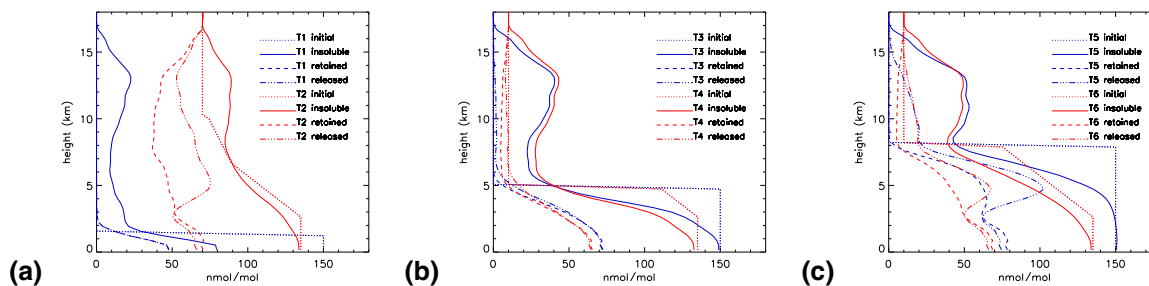 T1 initial
T1 insoluble
T1 retained
T1 released
T2 initial
T2 insoluble
T2 retained
T2 released
height (km)
15
10
5
0
0 50 100 150
nmol/mol
(a)
T3 initial
T3 insoluble
T3 retained
T3 released
T4 initial
T4 insoluble
T4 retained
T4 released
height (km)
15
10
5
0
0 50 100 150
nmol/mol
(b)
T5 initial
T5 insoluble
T5 retained
T5 released
T6 initial
T6 insoluble
T6 retained
T6 released
height (km)
15
10
5
0
0 50 100 150
nmol/mol
(c)